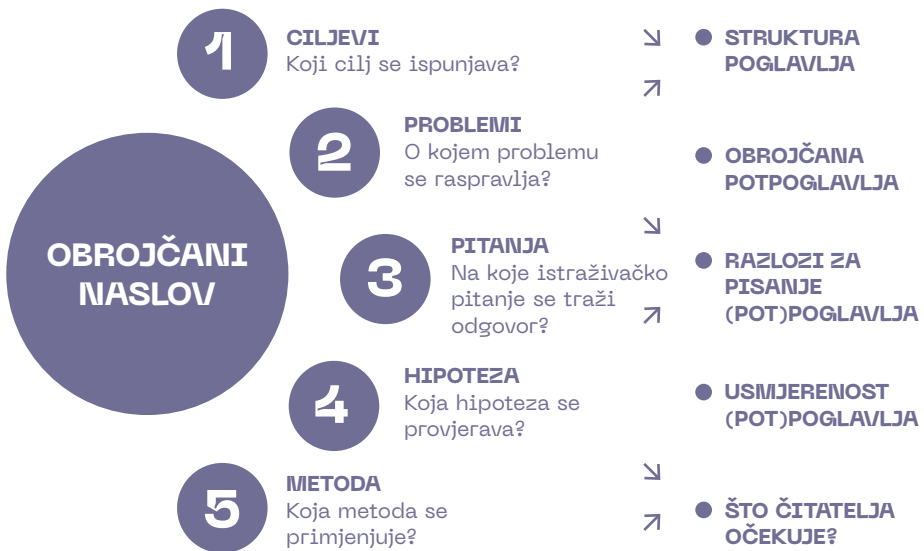 OBROJČANI
NASLOV
1
CILJEVI
Koji cilj se ispunjava?
2
PROBLEMI
O kojem problemu
se raspravlja?
3
PITANJA
Na koje istraživačko
pitanje se traži
odgovor?
4
HIPOTEZA
Koja hipoteza se
provjerava?
5
METODA
Koja metoda se
primjenjuje?
STRUKTURA
POGLAVLJA
OBROJČANA
POTPOGLAVLJA
RAZLOZI ZA
PISANJE
(POT)POGLAVLJA
USMJERENOST
(POT)POGLAVLJA
ŠTO ČITATELJA
OČEKUJE?